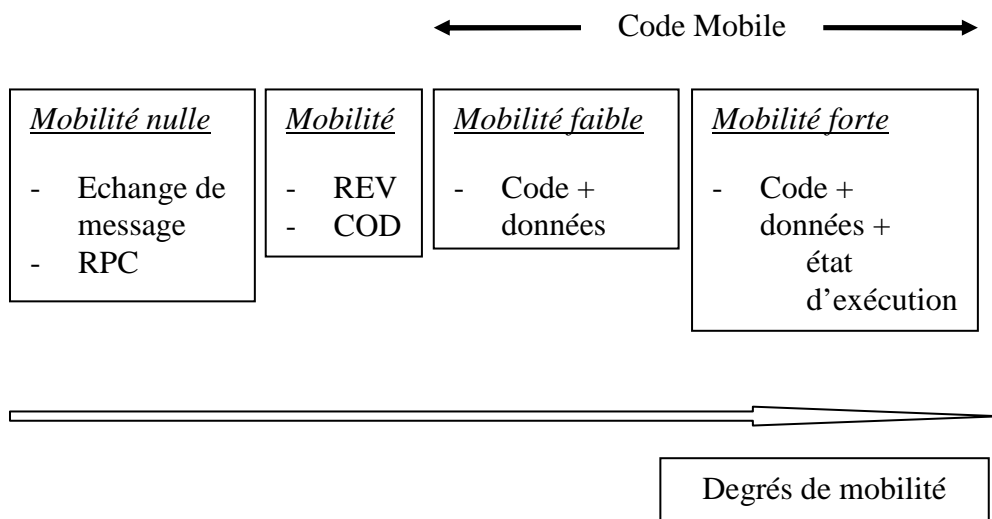 Code Mobile
Mobilité nulle
- Echange de
message
- RPC
Mobilité
- REV
- COD
Mobilité faible
- Code +
données
Mobilité forte
- Code +
données +
état
d’exécution
Degrés de mobilité